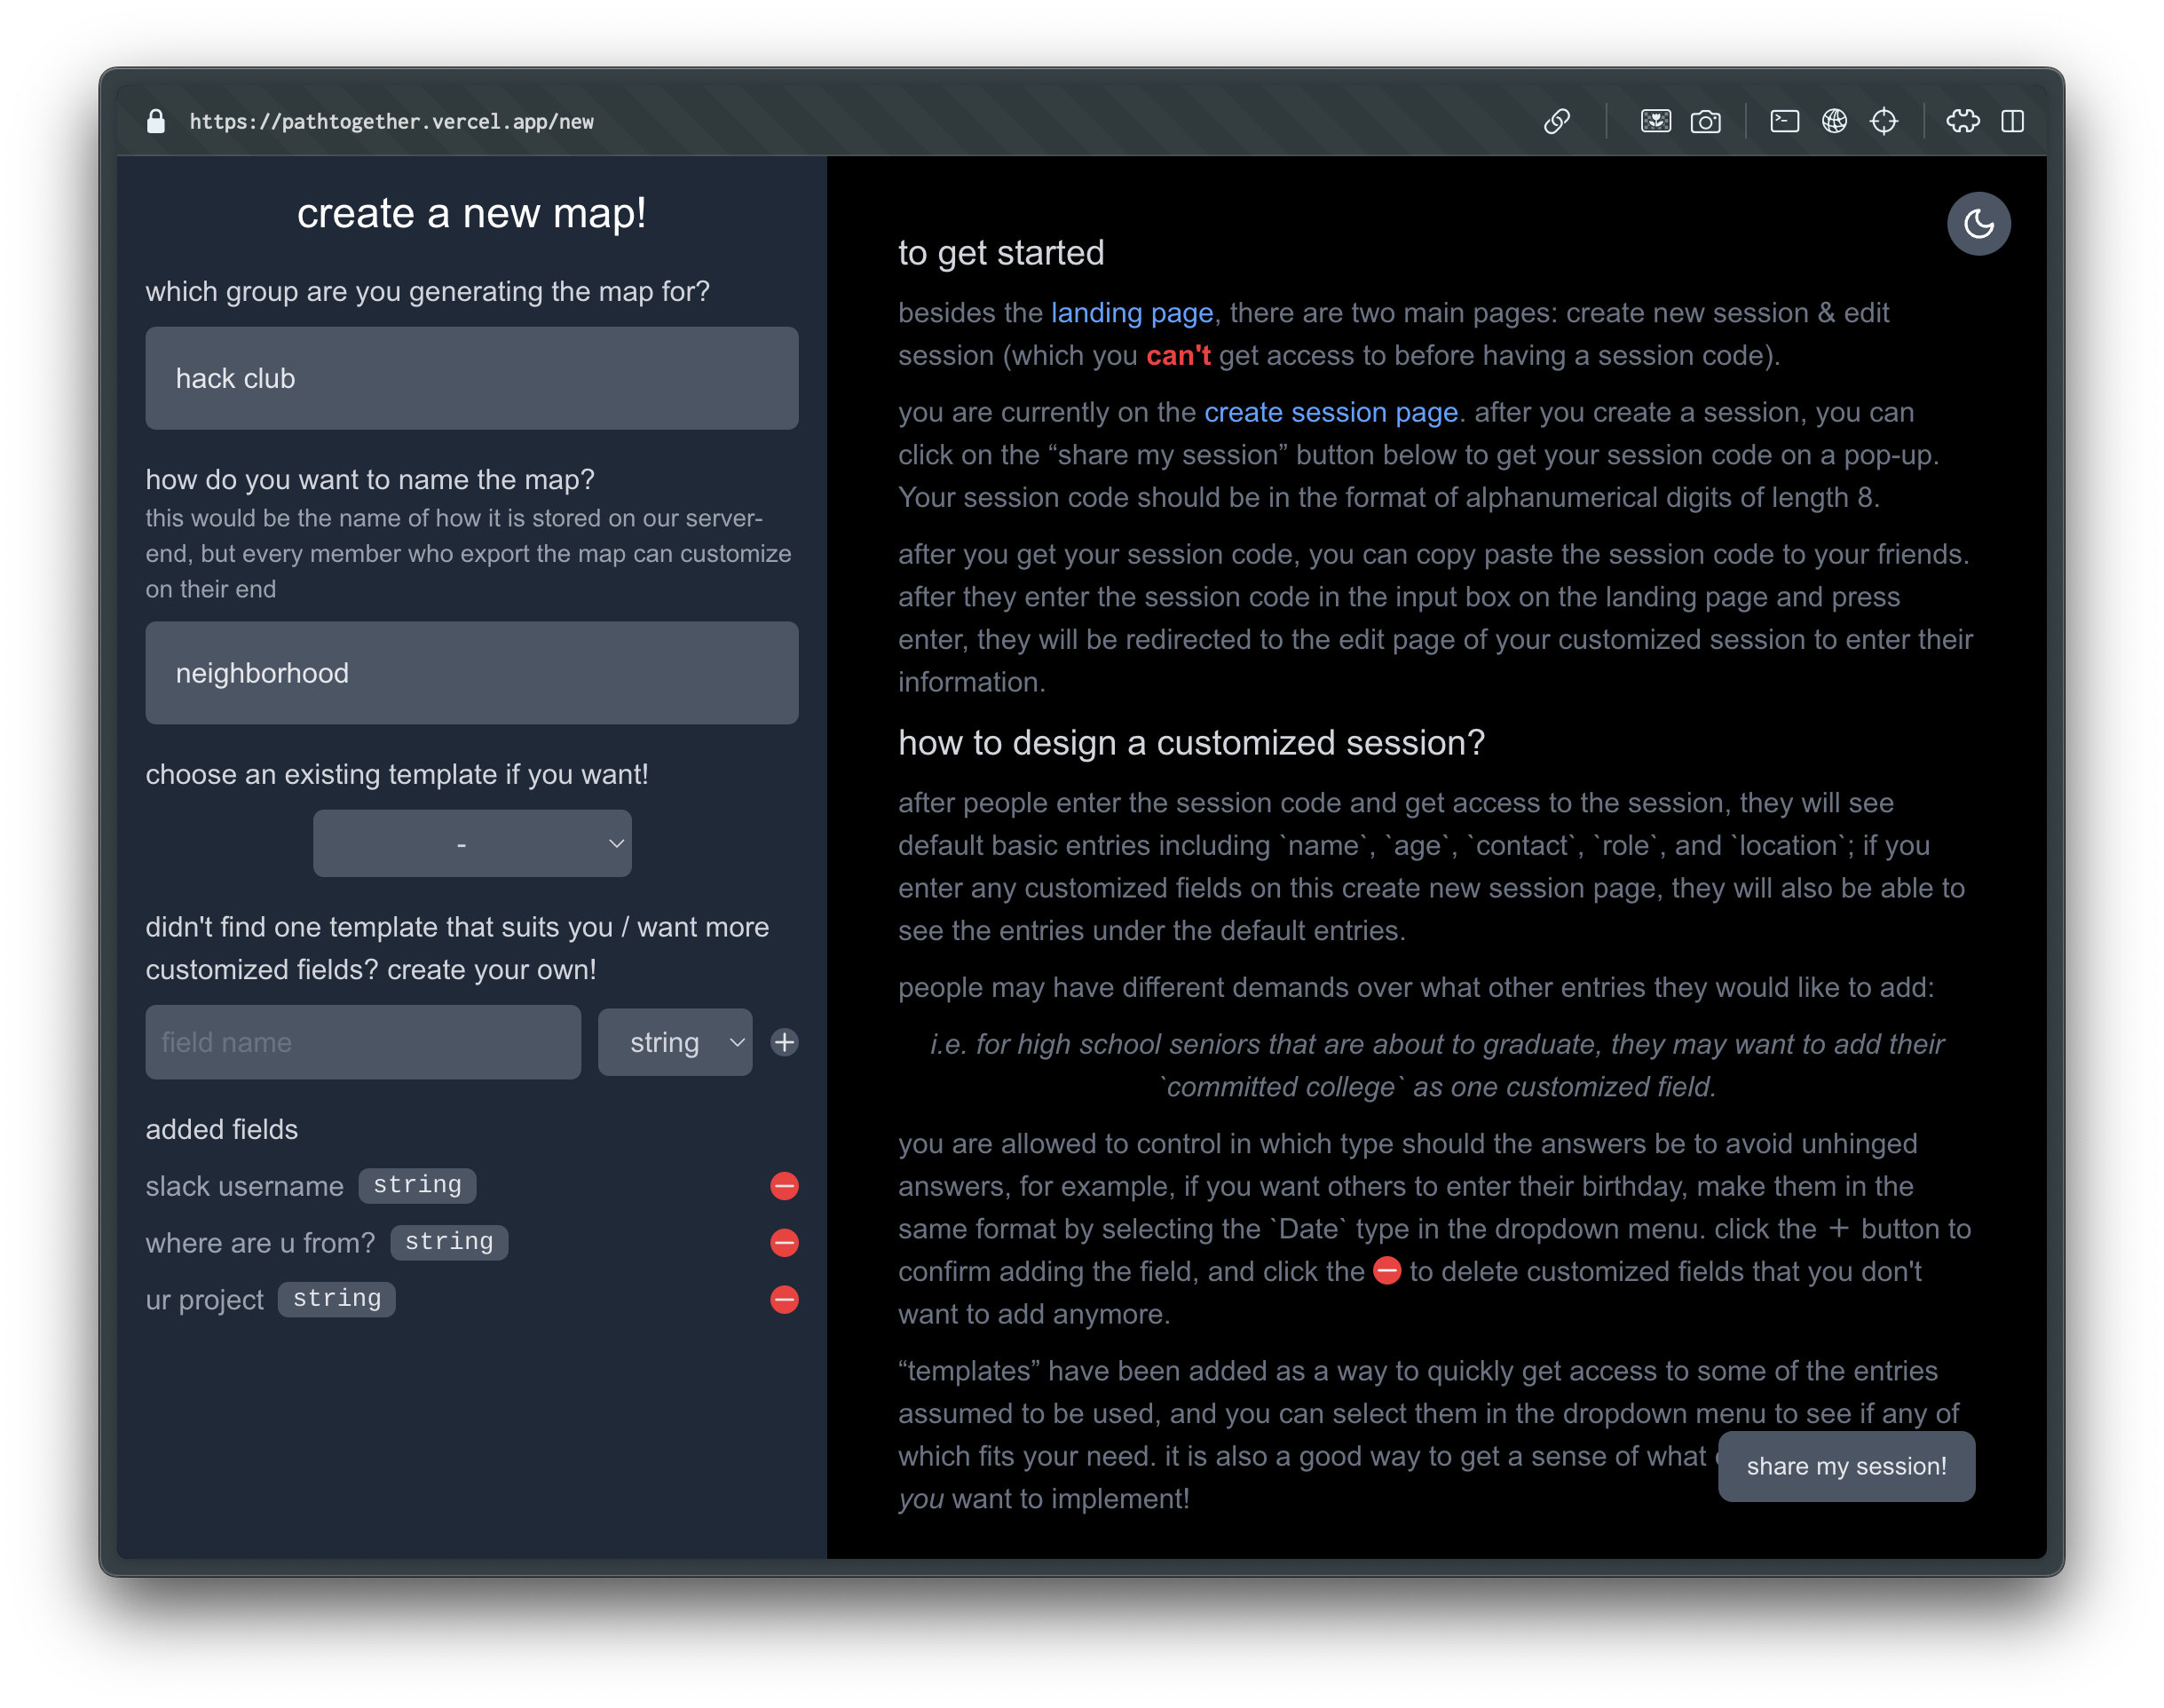 https://pathtogether.vercel.app/new
create a new map!
which group are you generating the map for?
hack club
how do you want to name the map?
this would be the name of how it is stored on our server-
end, but every member who export the map can customize
on their end
neighborhood
choose an existing template if you want!
-
didn't find one template that suits you / want more
customized fields? create your own!
field name
string
added fields
slack username string
where are u from? string
ur project string
to get started
besides the landing page, there are two main pages: create new session & edit
session (which you can't get access to before having a session code).
you are currently on the create session page. after you create a session, you can
click on the “share my session” button below to get your session code on a pop-up.
Your session code should be in the format of alphanumerical digits of length 8.
after you get your session code, you can copy paste the session code to your friends.
after they enter the session code in the input box on the landing page and press
enter, they will be redirected to the edit page of your customized session to enter their
information.
how to design a customized session?
after people enter the session code and get access to the session, they will see
default basic entries including `name`, `age`, `contact`, `role`, and `location`; if you
enter any customized fields on this create new session page, they will also be able to
see the entries under the default entries.
people may have different demands over what other entries they would like to add:
i.e. for high school seniors that are about to graduate, they may want to add their
`committed college` as one customized field.
you are allowed to control in which type should the answers be to avoid unhinged
answers, for example, if you want others to enter their birthday, make them in the
same format by selecting the `Date` type in the dropdown menu. click the + button to
confirm adding the field, and click the to delete customized fields that you don't
want to add anymore.
“templates” have been added as a way to quickly get access to some of the entries
assumed to be used, and you can select them in the dropdown menu to see if any of
which fits your need. it is also a good way to get a sense of what
you want to implement!
share my session!